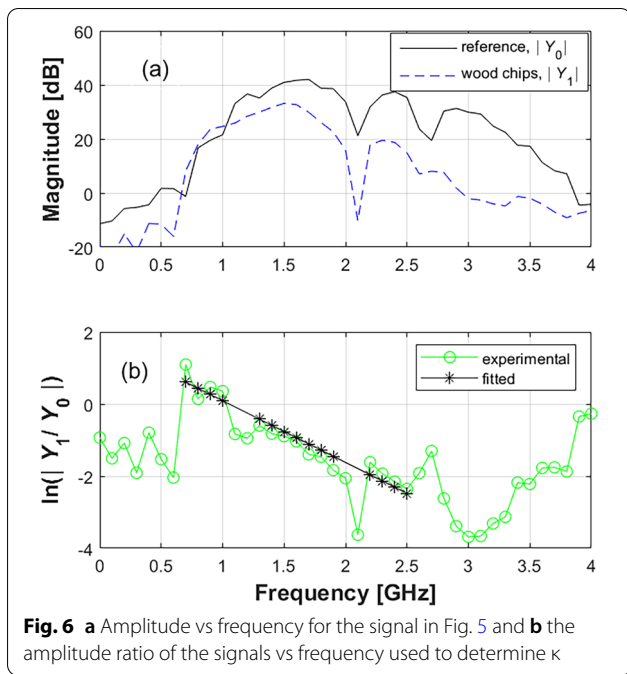 60
40
20
0
-20
Magnitude [dB]
(a)
reference, | Y0|
wood chips, | Y1|
0 0.5 1 1.5 2 2.5 3 3.5 4
2
0
-2
-4
ln(| Y1/ Y0 |)
(b)
experimental
fitted
0 0.5 1 1.5 2 2.5 3 3.5 4
Frequency [GHz]
Fig. 6 a Amplitude vs frequency for the signal in Fig. 5 and b the
amplitude ratio of the signals vs frequency used to determine κ